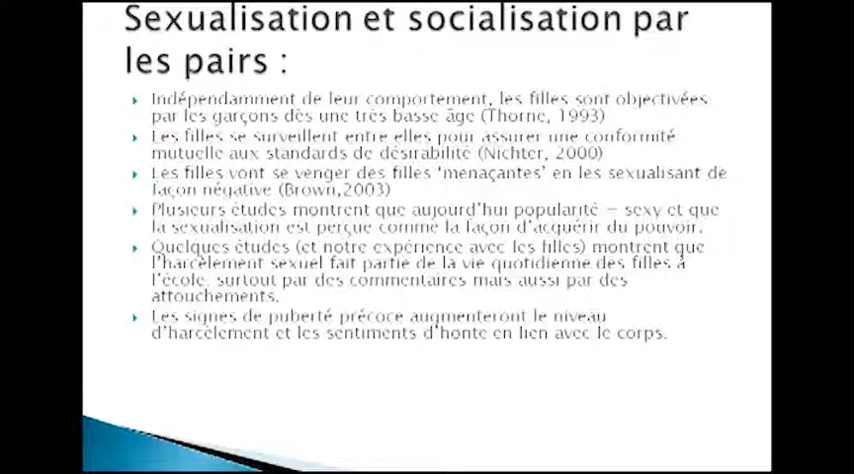 Sexualisation et socialisation par
les pairs :
Indépendamment de leur comportement, les filles sont objectivées
par les garçons dès une très basse âge (Thorne, 1993)
Les filles se surveillent entre elles pour assurer une conformité
mutuelle aux standards de désirabilité (Nichter, 2000)
Les filles vont se venger des filles ‘menaçantes’ en les sexualisant de
façon négative (Brown,2003)
Plusieurs études montrent que aujourd’hui popularité = sexy et que
la sexualisation est perçue comme la façon d’acquérir du pouvoir.
Quelques études (et notre expérience avec les filles) montrent que
l’harcèlement sexuel fait partie de la vie quotidienne des filles à
l’école, surtout par des commentaires mais aussi par des
attouchements.
Les signes de puberté précoce augmenteront le niveau
d’harcèlement et les sentiments d’honte en lien avec le corps.